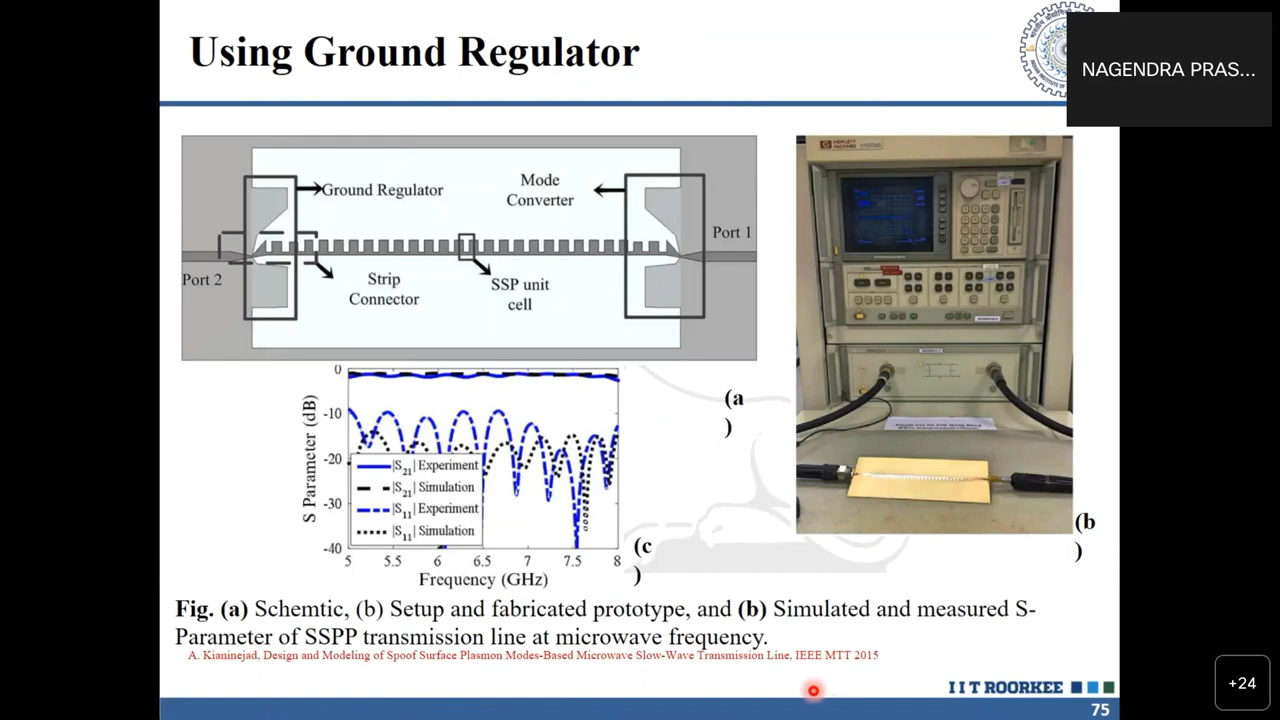 Using Ground Regulator
NAGENDRA PRAS...
Ground Regulator
Mode
Converter
Port 1
Port 2
Strip
Connector
SSP unit
cell
HEWLETT
PACKARD
(a
)
(b
)
(c
)
S Parameter (dB)
0
-10
-20
-30
-40
|S21| Experiment
|S21| Simulation
|S11| Experiment
|S11| Simulation
5 5.5 6 6.5 7 7.5 8
Frequency (GHz)
Fig. (a) Schemtic, (b) Setup and fabricated prototype, and (b) Simulated and measured S-
Parameter of SSPP transmission line at microwave frequency.
A. Kianinejad, Design and Modeling of Spoof Surface Plasmon Modes-Based Microwave Slow-Wave Transmission Line, IEEE MTT 2015
IIT ROORKEE
75
+24